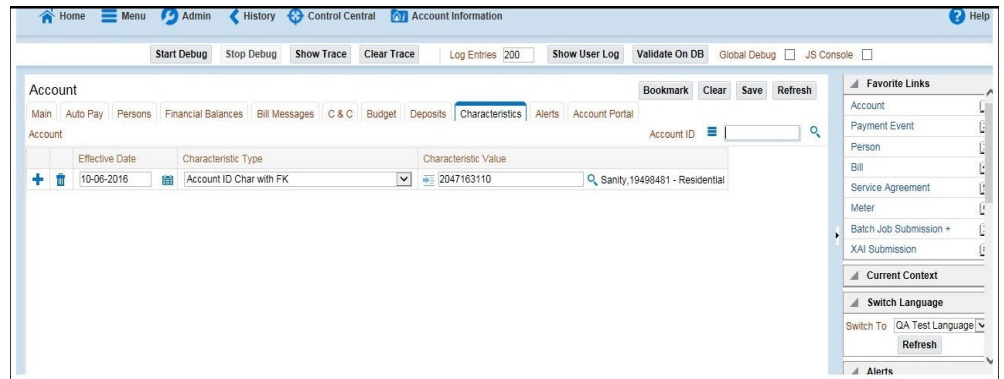 Home Menu Admin History Control Central Account Information Help
Start Debug Stop Debug Show Trace Clear Trace Log Entries 200 Show User Log Validate On DB Global Debug JS Console
Account Bookmark Clear Save Refresh
Main Auto Pay Persons Financial Balances Bill Messages C & C Budget Deposits Characteristics Alerts Account Portal
Account Account ID
Effective Date Characteristic Type Characteristic Value
10-06-2016 Account ID Char with FK 2047163110 Sanity,19498481 - Residential
Favorite Links
Account
Payment Event
Person
Bill
Service Agreement
Meter
Batch Job Submission +
XAI Submission
Current Context
Switch Language
Switch To QA Test Language
Refresh
Alerts